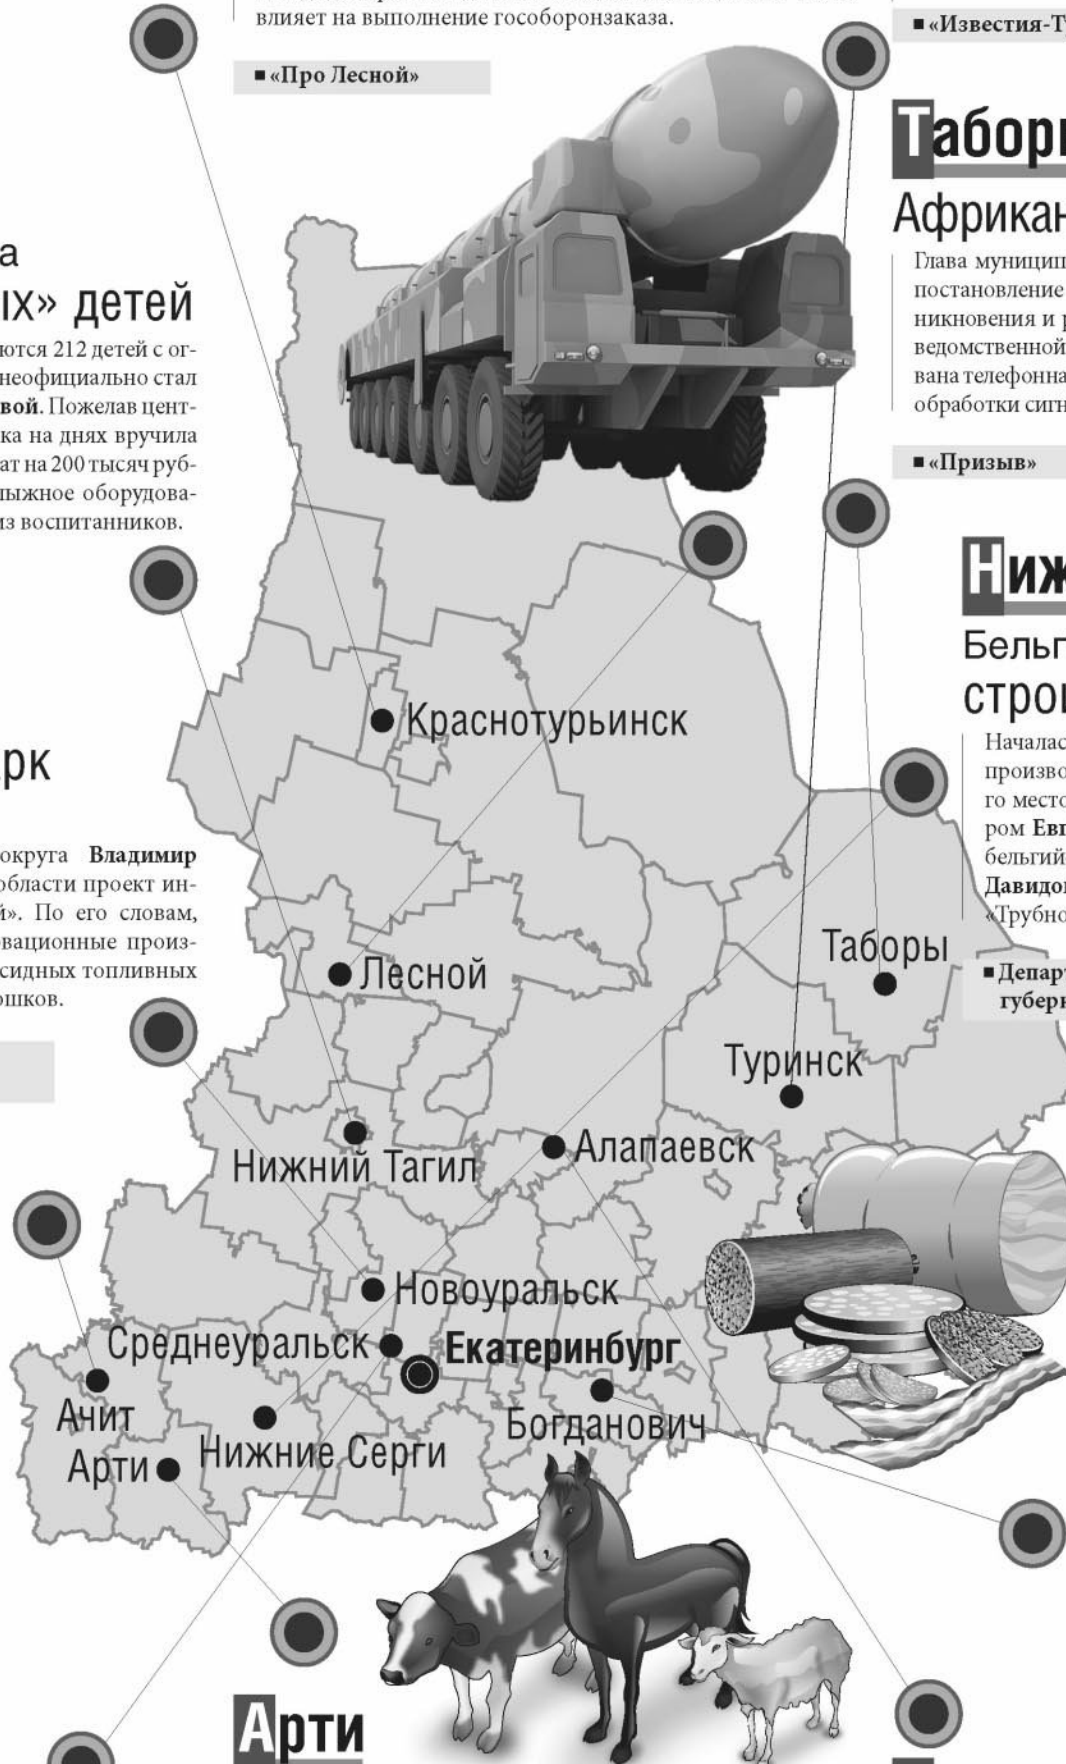 влияет на выполнение гособоронзаказа.
■ «Про Лесной»
а
ых» детей
ются 212 детей с ог-
неофициально стал
вой. Пожелав цент-
ка на днях вручила
ат на 200 тысяч руб-
лыжное оборудова-
из воспитанников.
рк
округа Владимир
области проект ин-
й». По его словам,
вационные произ-
сидных топливных
ошков.
■ «Известия-Т
Таборы
Африкан
Глава муницип
постановление
никновения и р
ведомственной
вана телефонна
обработки сигн
■ «Призыв»
Ниж
Бельг
строи
Началас
произво
го место
ром Евг
бельгий
Давидо
«Трубно
■ Департ
губерн
Краснотурьинск
Лесной
Таборы
Туринск
Нижний Тагил
Алапаевск
Новоуральск
Среднеуральск
Екатеринбург
Ачит
Богданович
Нижние Серги
Арти
Арти